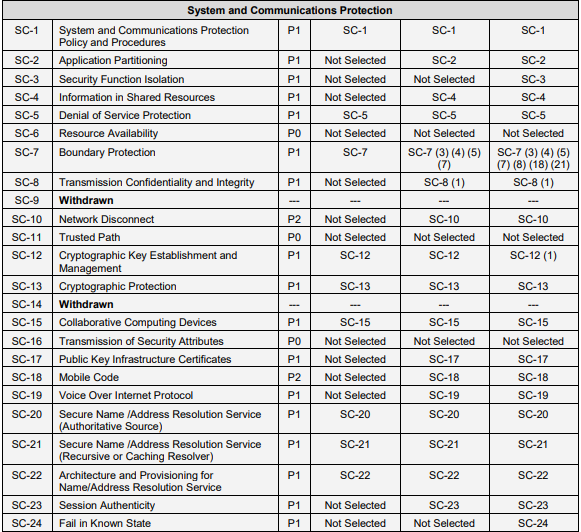 System and Communications Protection
SC-1 System and Communications Protection P1 SC-1 SC-1 SC-1
Policy and Procedures
SC-2 Application Partitioning P1 Not Selected SC-2 SC-2
SC-3 Security Function Isolation P1 Not Selected Not Selected SC-3
SC-4 Information in Shared Resources P1 Not Selected SC-4 SC-4
SC-5 Denial of Service Protection P1 SC-5 SC-5 SC-5
SC-6 Resource Availability P0 Not Selected Not Selected Not Selected
SC-7 Boundary Protection P1 SC-7 SC-7 (3) (4) (5) SC-7 (3) (4) (5)
(7) (7) (8) (18) (21)
SC-8 Transmission Confidentiality and Integrity P1 Not Selected SC-8 (1) SC-8 (1)
SC-9 Withdrawn --- --- --- ---
SC-10 Network Disconnect P2 Not Selected SC-10 SC-10
SC-11 Trusted Path P0 Not Selected Not Selected Not Selected
SC-12 Cryptographic Key Establishment and P1 SC-12 SC-12 SC-12 (1)
Management
SC-13 Cryptographic Protection P1 SC-13 SC-13 SC-13
SC-14 Withdrawn --- --- --- ---
SC-15 Collaborative Computing Devices P1 SC-15 SC-15 SC-15
SC-16 Transmission of Security Attributes P0 Not Selected Not Selected Not Selected
SC-17 Public Key Infrastructure Certificates P1 Not Selected SC-17 SC-17
SC-18 Mobile Code P2 Not Selected SC-18 SC-18
SC-19 Voice Over Internet Protocol P1 Not Selected SC-19 SC-19
SC-20 Secure Name /Address Resolution Service P1 SC-20 SC-20 SC-20
(Authoritative Source)
SC-21 Secure Name /Address Resolution Service P1 SC-21 SC-21 SC-21
(Recursive or Caching Resolver)
SC-22 Architecture and Provisioning for P1 SC-22 SC-22 SC-22
Name/Address Resolution Service
SC-23 Session Authenticity P1 Not Selected SC-23 SC-23
SC-24 Fail in Known State P1 Not Selected Not Selected SC-24